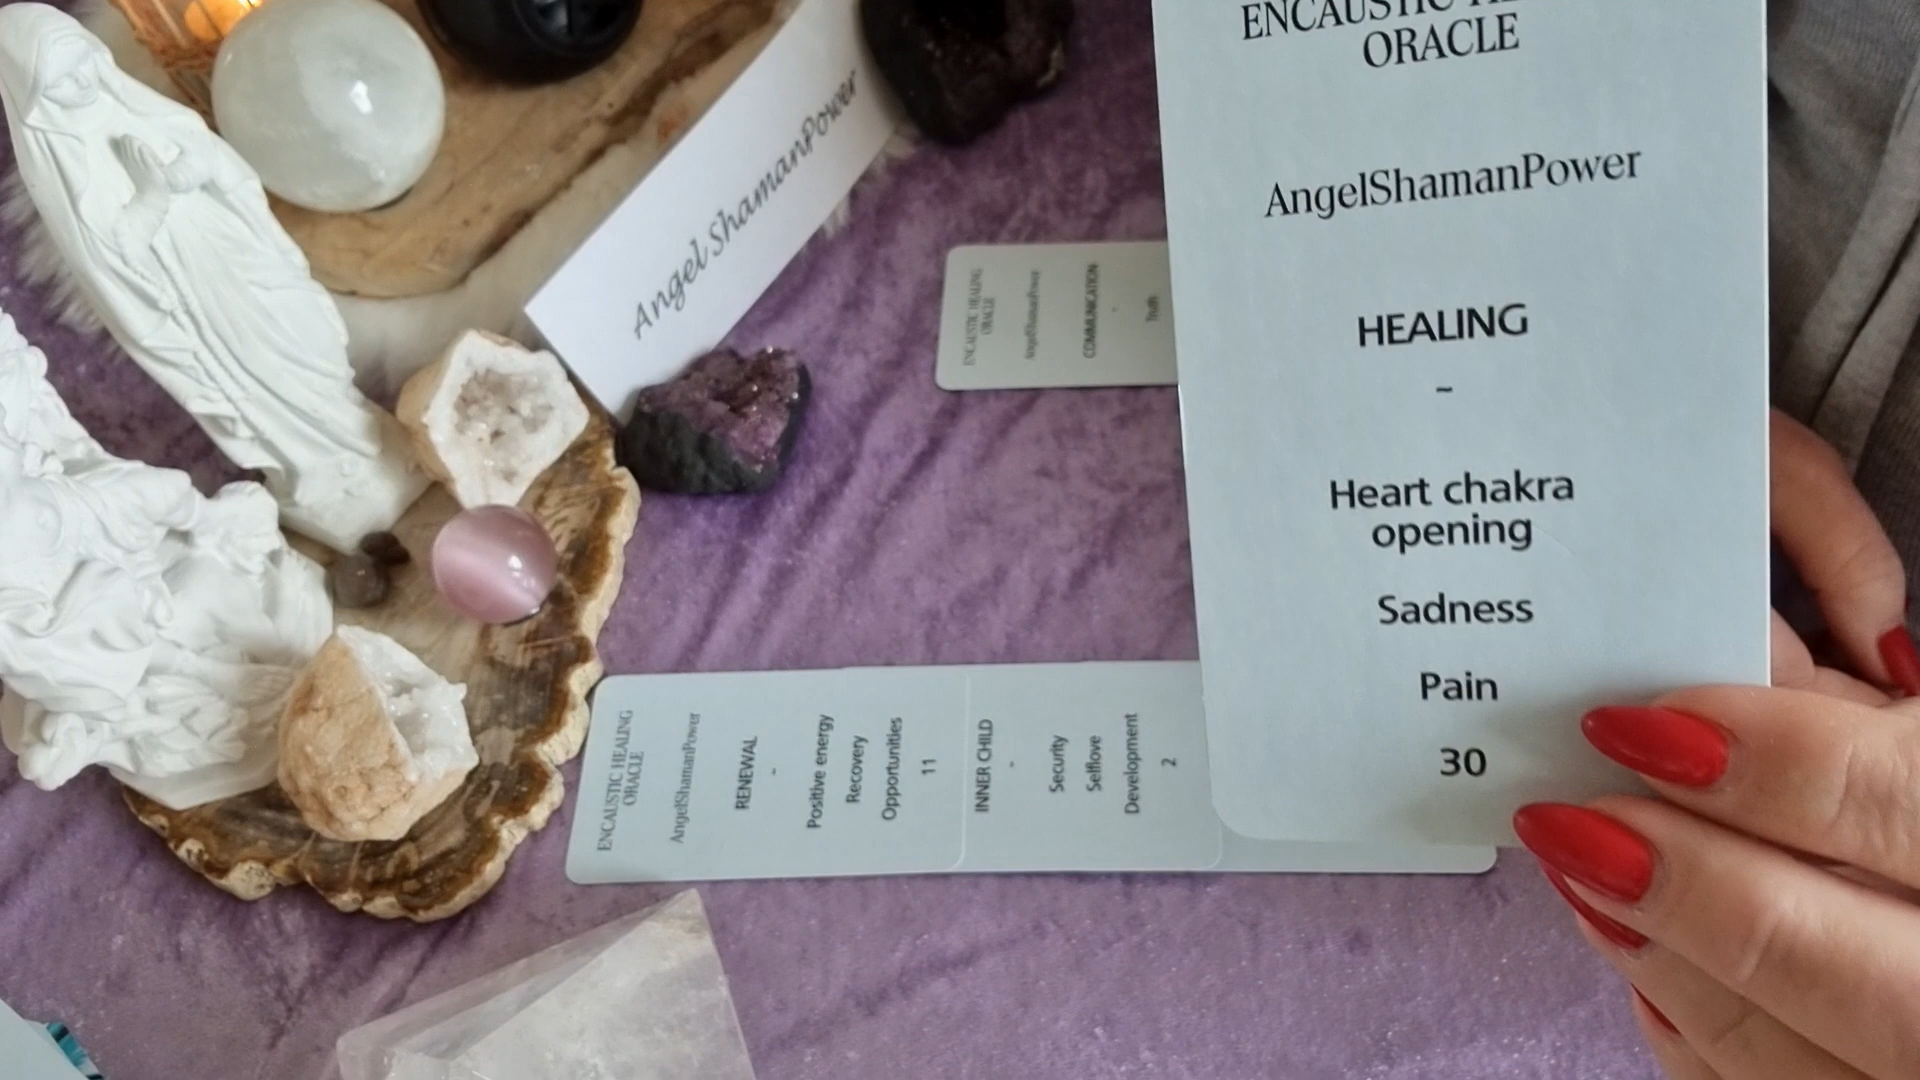 ENCAUSTIC
ORACLE
AngelShamanPower
HEALING
~
Heart chakra
opening
Sadness
Pain
30
AngelShamanPower
ENCAUSTIC HEALING
ORACLE
AngelShamanPower
COMMUNICATION
-
Truth
ENCAUSTIC HEALING
ORACLE
AngelShamanPower
RENEWAL
~
Positive energy
Recovery
Opportunities
11
INNER CHILD
-
Security
Selflove
Development
2